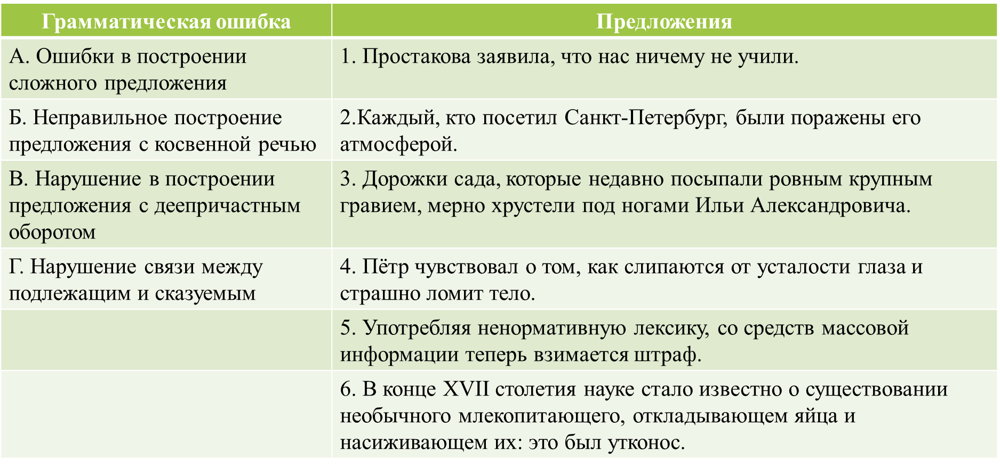 Грамматическая ошибка
Предложения
А. Ошибки в построении
сложного предложения
1. Простакова заявила, что нас ничему не учили.
Б. Неправильное построение
предложения с косвенной речью
2.Каждый, кто посетил Санкт-Петербург, были поражены его
атмосферой.
В. Нарушение в построении
предложения с деепричастным
оборотом
3. Дорожки сада, которые недавно посыпали ровным крупным
гравием, мерно хрустели под ногами Ильи Александровича.
Г. Нарушение связи между
подлежащим и сказуемым
4. Пётр чувствовал о том, как слипаются от усталости глаза и
страшно ломит тело.
5. Употребляя ненормативную лексику, со средств массовой
информации теперь взимается штраф.
6. В конце XVII столетия науке стало известно о существовании
необычного млекопитающего, откладывающем яйца и
насиживающем их: это был утконос.